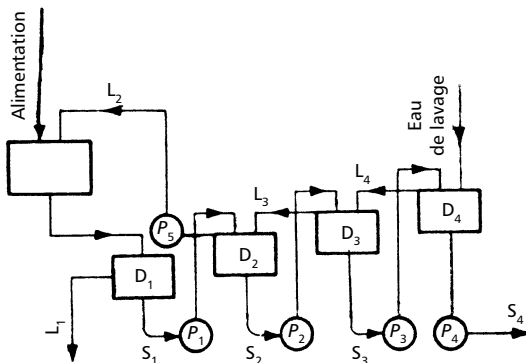 Alimentation
L2
Eau
de lavage
L4
L3
P5
D4
D3
D2
D1
L1
S1
P1
S2
P2
S3
P3
P4
S4